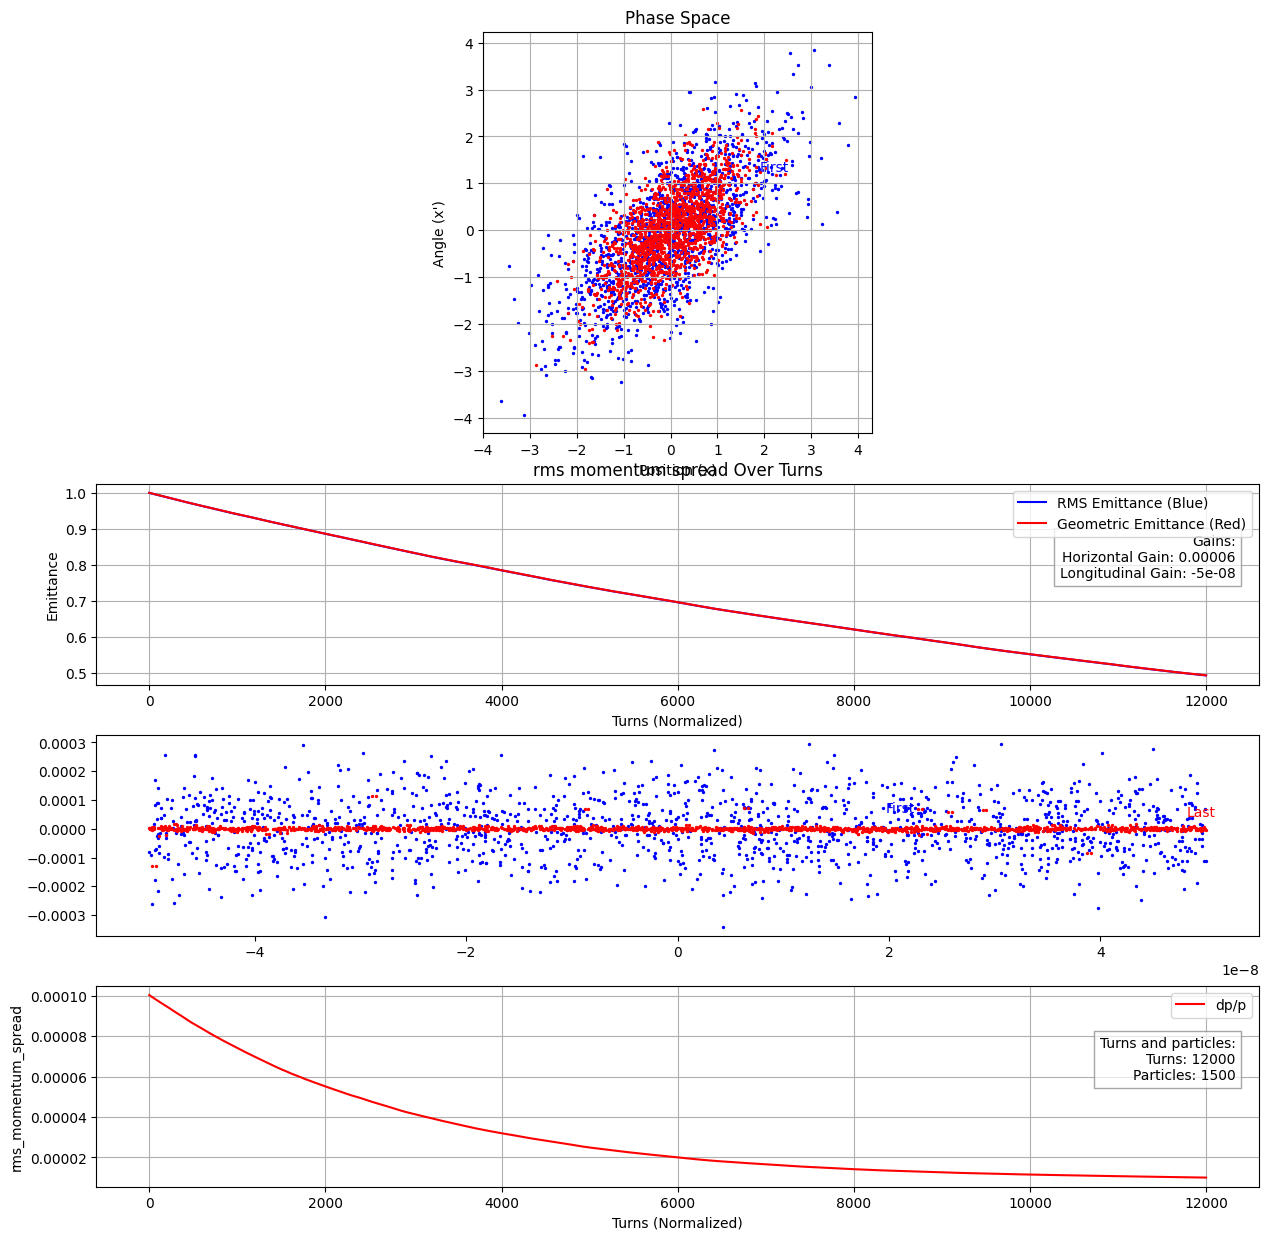 Phase Space
4
3
2
1
0
−1
−2
−3
−4
Angle (x')
First
−4 −3 −2 −1 0 1 2 3 4
Position (x)
rms momentum spread Over Turns
1.0
0.9
0.8
0.7
0.6
0.5
Emittance
RMS Emittance (Blue)
Geometric Emittance (Red)
Gains:
Horizontal Gain: 0.00006
Longitudinal Gain: -5e-08
0 2000 4000 6000 8000 10000 12000
Turns (Normalized)
0.0003
0.0002
0.0001
0.0000
−0.0001
−0.0002
−0.0003
First
Last
−4 −2 0 2 4
1e−8
0.00010
0.00008
0.00006
0.00004
0.00002
rms_momentum_spread
dp/p
Turns and particles:
Turns: 12000
Particles: 1500
0 2000 4000 6000 8000 10000 12000
Turns (Normalized)